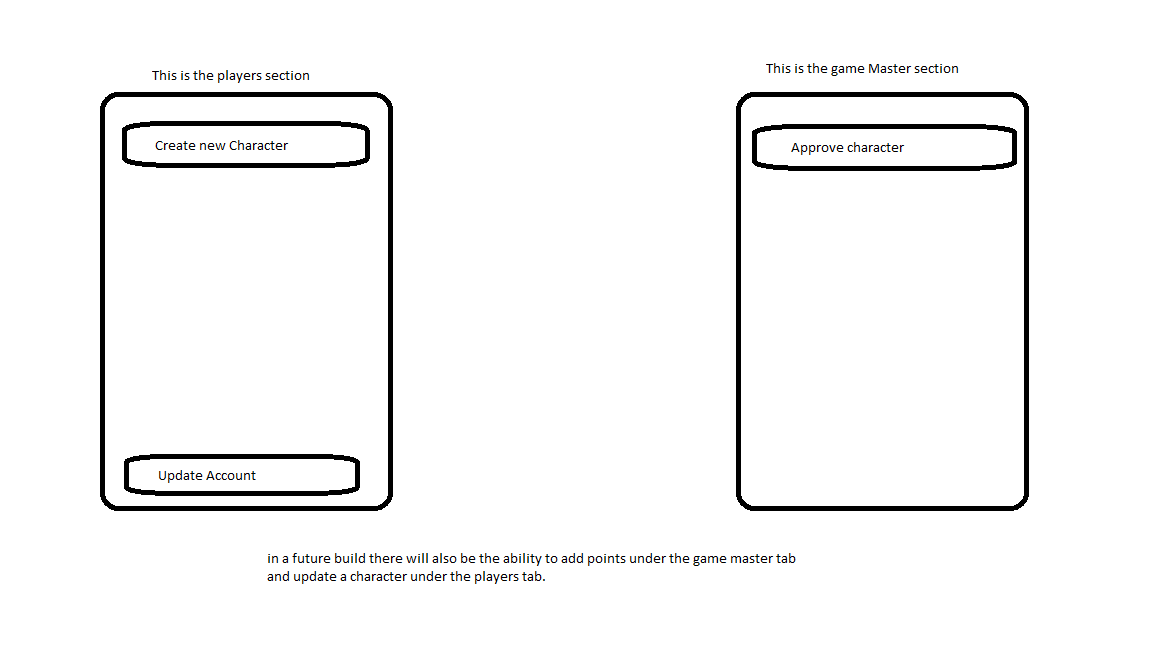 This is the players section
This is the game Master section
Create new Character
Approve character
Update Account
in a future build there will also be the ability to add points under the game master tab
and update a character under the players tab.